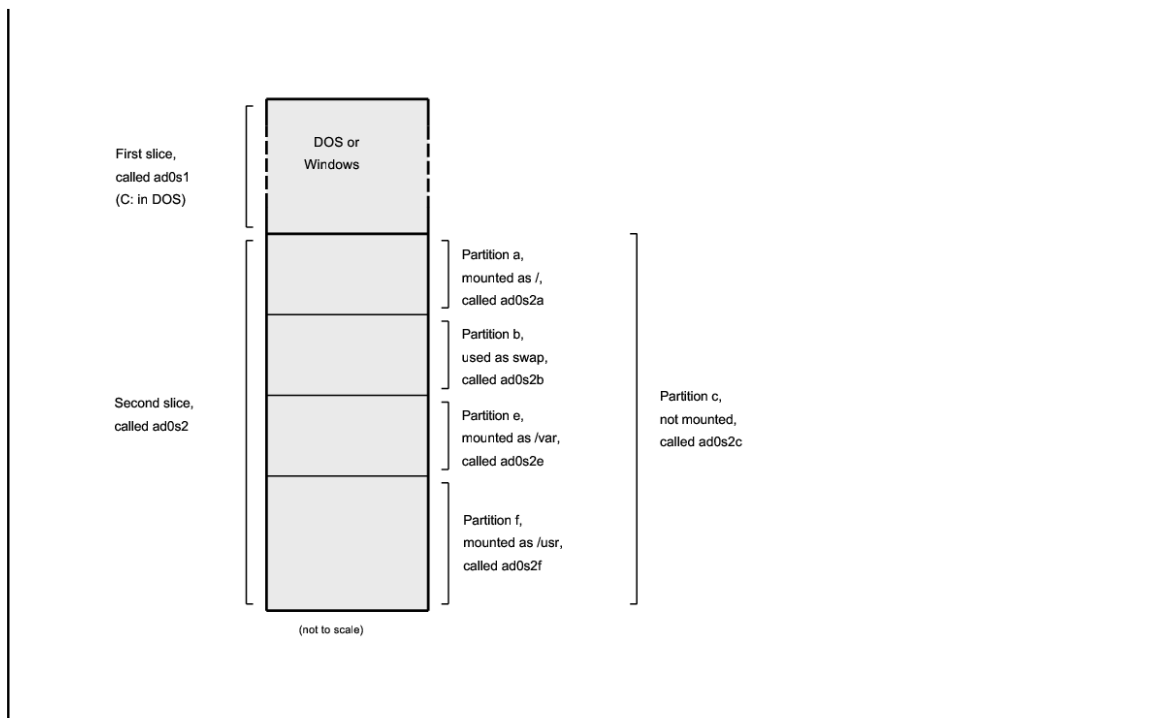 DOS or
Windows
First slice,
called ad0s1
(C: in DOS)
Partition a,
mounted as /,
called ad0s2a
Partition b,
used as swap,
called ad0s2b
Second slice,
called ad0s2
Partition c,
not mounted,
called ad0s2c
Partition e,
mounted as /var,
called ad0s2e
Partition f,
mounted as /usr,
called ad0s2f
(not to scale)